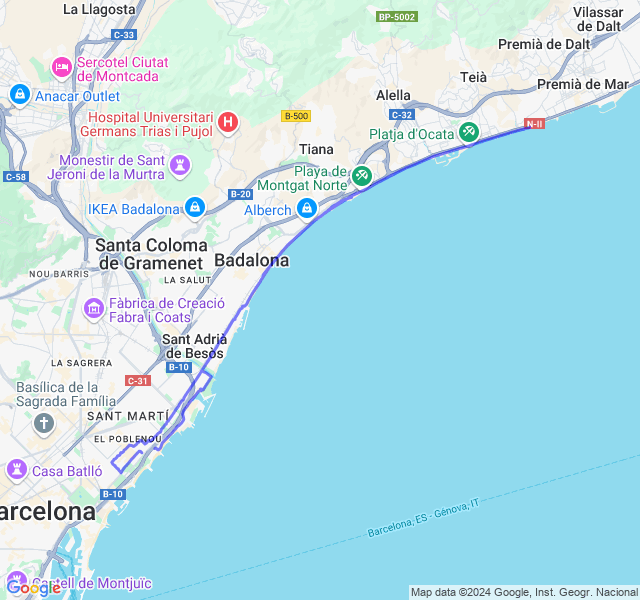 La Llagosta
BP-5002
Vilassar
de Dalt
C-33
Premià de Dalt
Sercotel Ciutat
de Montcada
Teià
Premià de Mar
Anacar Outlet
Alella
Hospital Universitari
Germans Trias i Pujol
B-500
C-32
N-II
Platja d'Ocata
Tiana
Monestir de Sant
Jeroni de la Murtra
Playa de
Montgat Norte
C-58
B-20
IKEA Badalona
Alberch
Santa Coloma
de Gramenet
Badalona
NOU BARRIS
LA SALUT
Fàbrica de Creació
Fabra i Coats
Sant Adrià
de Besòs
LA SAGRERA
B-10
C-31
Basílica de la
Sagrada Família
SANT MARTÍ
EL POBLENOU
Casa Batlló
B-10
arcelona
Barcelona, ES - Gènova, IT
Castell de Montjuïc
Google
Map data ©2024 Google, Inst. Geogr. Nacional